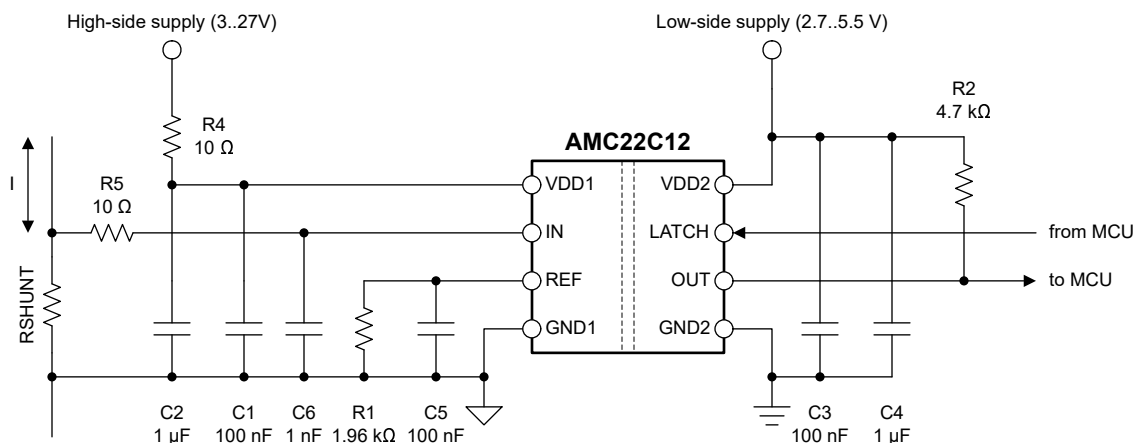 High-side supply (3..27V)
Low-side supply (2.7..5.5 V)
R2
4.7 kΩ
R4
10 Ω
AMC22C12
I
R5
10 Ω
VDD1
VDD2
IN
LATCH
from MCU
REF
OUT
to MCU
RSHUNT
GND1
GND2
C2
1 µF
C1
100 nF
C6
1 nF
R1
1.96 kΩ
C5
100 nF
C3
100 nF
C4
1 µF